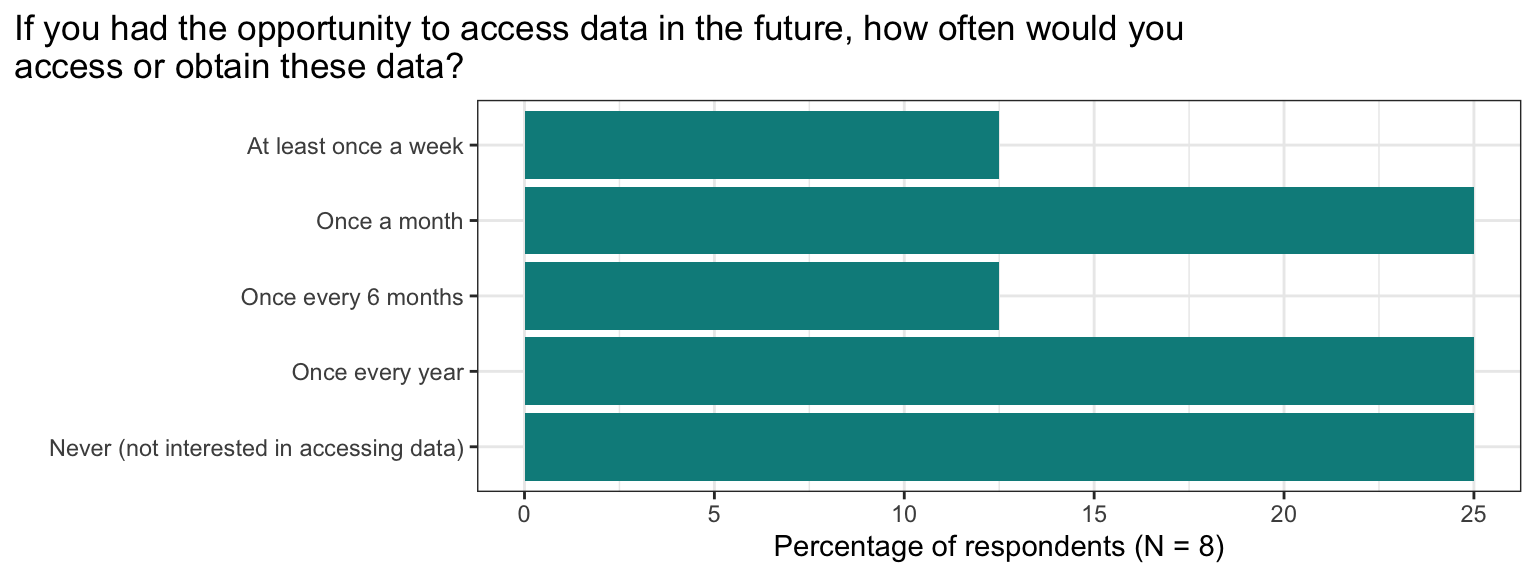 If you had the opportunity to access data in the future, how often would you
access or obtain these data?
At least once a week
Once a month
Once every 6 months
Once every year
Never (not interested in accessing data)
0 5 10 15 20 25
Percentage of respondents (N = 8)